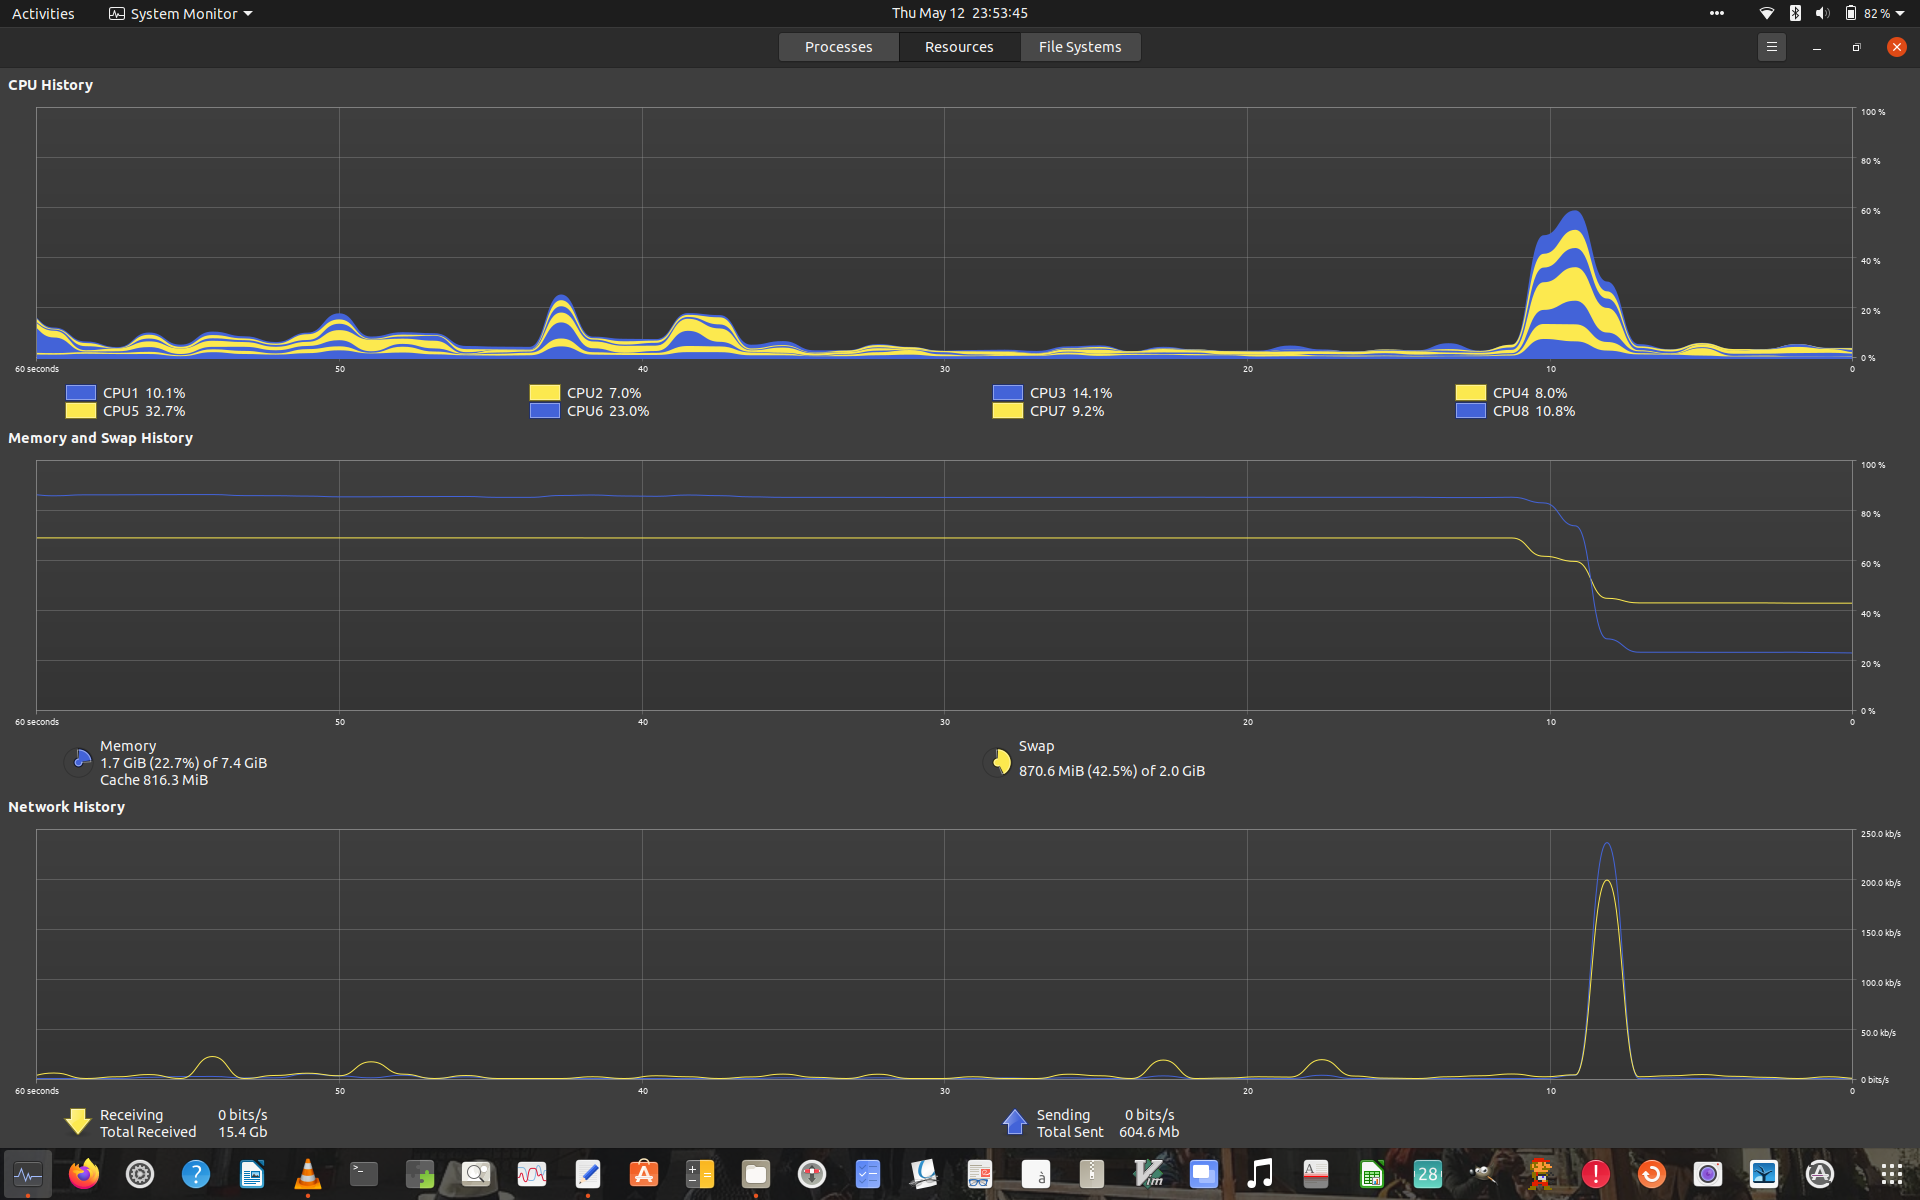 Activities
System Monitor
Thu May 12 23:53:45
82 %
Processes
Resources
File Systems
CPU History
100 %
80 %
60 %
40 %
20 %
0 %
60 seconds 50 40 30 20 10 0
CPU1 10.1% CPU2 7.0% CPU3 14.1% CPU4 8.0%
CPU5 32.7% CPU6 23.0% CPU7 9.2% CPU8 10.8%
Memory and Swap History
100 %
80 %
60 %
40 %
20 %
0 %
60 seconds 50 40 30 20 10 0
Memory
1.7 GiB (22.7%) of 7.4 GiB
Cache 816.3 MiB
Swap
870.6 MiB (42.5%) of 2.0 GiB
Network History
250.0 kb/s
200.0 kb/s
150.0 kb/s
100.0 kb/s
50.0 kb/s
0 bits/s
60 seconds 50 40 30 20 10 0
Receiving 0 bits/s
Total Received 15.4 Gb
Sending 0 bits/s
Total Sent 604.6 Mb
?
>_
à
Vim
A
28
!